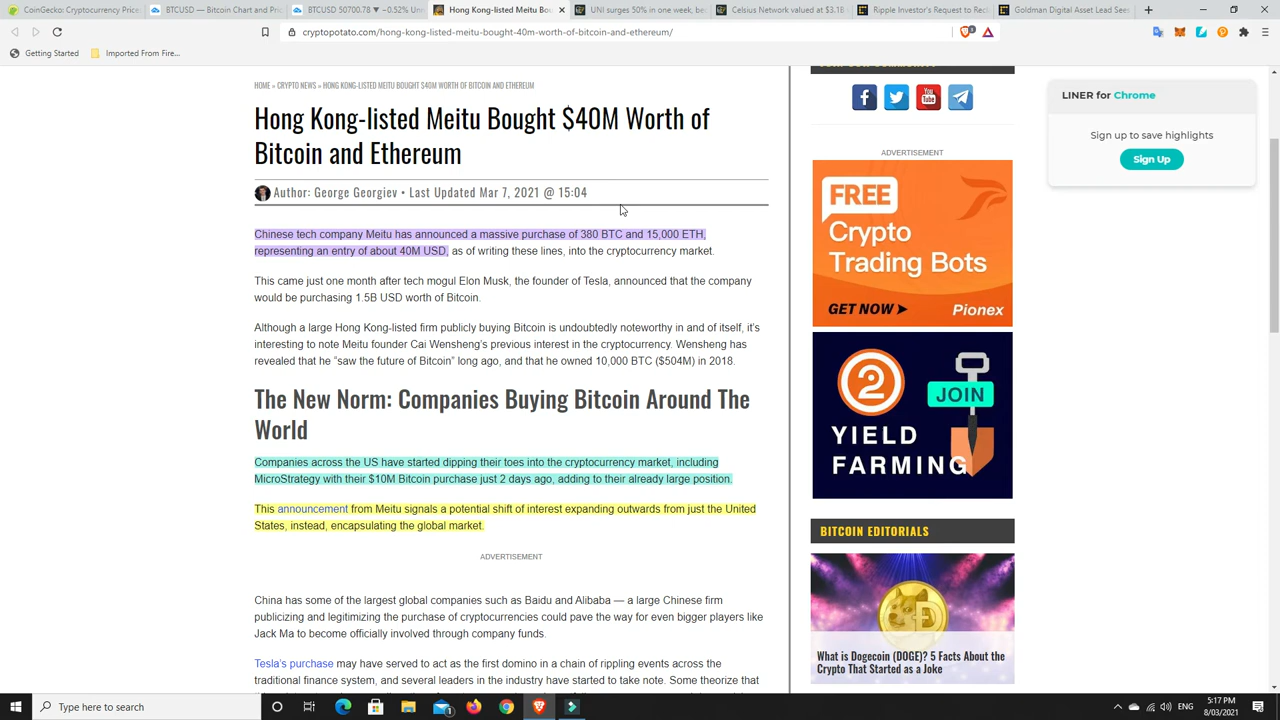 CoinGecko: Cryptocurrency Price
BTCUSD — Bitcoin Chart and Pric
BTCUSD 50700.78 ▼ −0.52% Unn
Hong Kong-listed Meitu Bou
UNI surges 50% in one week, be
Celsius Network valued at $3.1B
Ripple Investor's Request to Recl
Goldman Digital Asset Lead Sees
cryptopotato.com/hong-kong-listed-meitu-bought-40m-worth-of-bitcoin-and-ethereum/
Getting Started
Imported From Fire...
HOME » CRYPTO NEWS » HONG KONG-LISTED MEITU BOUGHT $40M WORTH OF BITCOIN AND ETHEREUM
Hong Kong-listed Meitu Bought $40M Worth of
Bitcoin and Ethereum
Author: George Georgiev • Last Updated Mar 7, 2021 @ 15:04
Chinese tech company Meitu has announced a massive purchase of 380 BTC and 15,000 ETH,
representing an entry of about 40M USD, as of writing these lines, into the cryptocurrency market.
This came just one month after tech mogul Elon Musk, the founder of Tesla, announced that the company
would be purchasing 1.5B USD worth of Bitcoin.
Although a large Hong Kong-listed firm publicly buying Bitcoin is undoubtedly noteworthy in and of itself, it's
interesting to note Meitu founder Cai Wensheng's previous interest in the cryptocurrency. Wensheng has
revealed that he "saw the future of Bitcoin" long ago, and that he owned 10,000 BTC ($504M) in 2018.
The New Norm: Companies Buying Bitcoin Around The
World
Companies across the US have started dipping their toes into the cryptocurrency market, including
MicroStrategy with their $10M Bitcoin purchase just 2 days ago, adding to their already large position.
This announcement from Meitu signals a potential shift of interest expanding outwards from just the United
States, instead, encapsulating the global market.
ADVERTISEMENT
China has some of the largest global companies such as Baidu and Alibaba — a large Chinese firm
publicizing and legitimizing the purchase of cryptocurrencies could pave the way for even bigger players like
Jack Ma to become officially involved through company funds.
Tesla's purchase may have served to act as the first domino in a chain of rippling events across the
traditional finance system, and several leaders in the industry have started to take note. Some theorize that
You
Tube
ADVERTISEMENT
FREE
Crypto
Trading Bots
GET NOW ➤
Pionex
2
JOIN
YIELD
FARMING
BITCOIN EDITORIALS
What is Dogecoin (DOGE)? 5 Facts About the
Crypto That Started as a Joke
LINER for Chrome
Sign up to save highlights
Sign Up
Type here to search
ENG
5:17 PM
8/03/2021